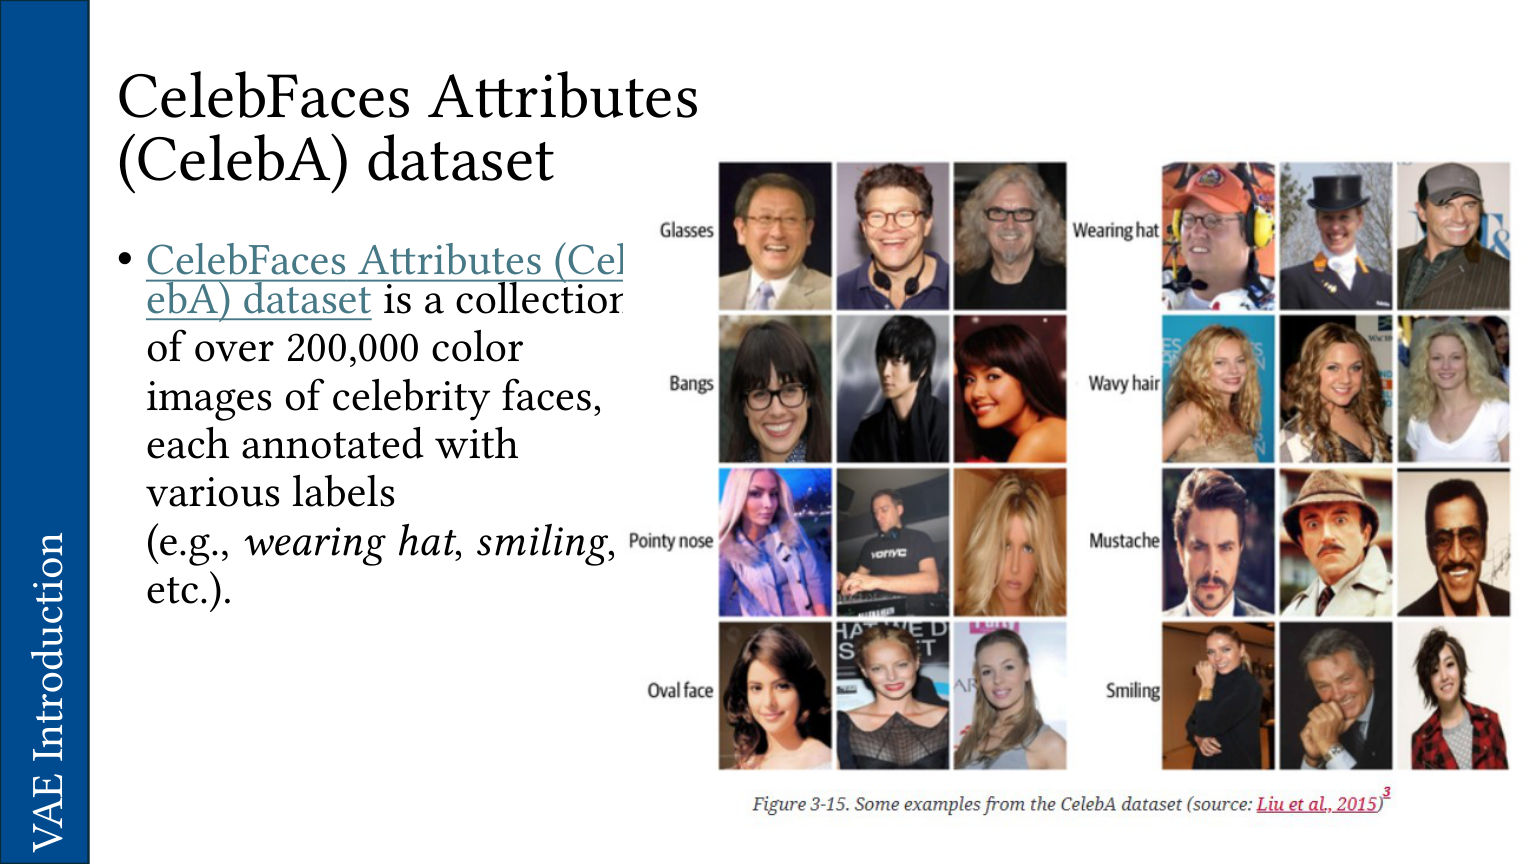 CelebFaces Attributes
(CelebA) dataset
• CelebFaces Attributes (Cel
ebA) dataset is a collection
of over 200,000 color
images of celebrity faces,
each annotated with
various labels
(e.g., wearing hat, smiling,
etc.).
VAE Introduction
Glasses
Wearing hat
Bangs
Wavy hair
Pointy nose
Mustache
Oval face
Smiling
Figure 3-15. Some examples from the CelebA dataset (source: Liu et al., 2015)3